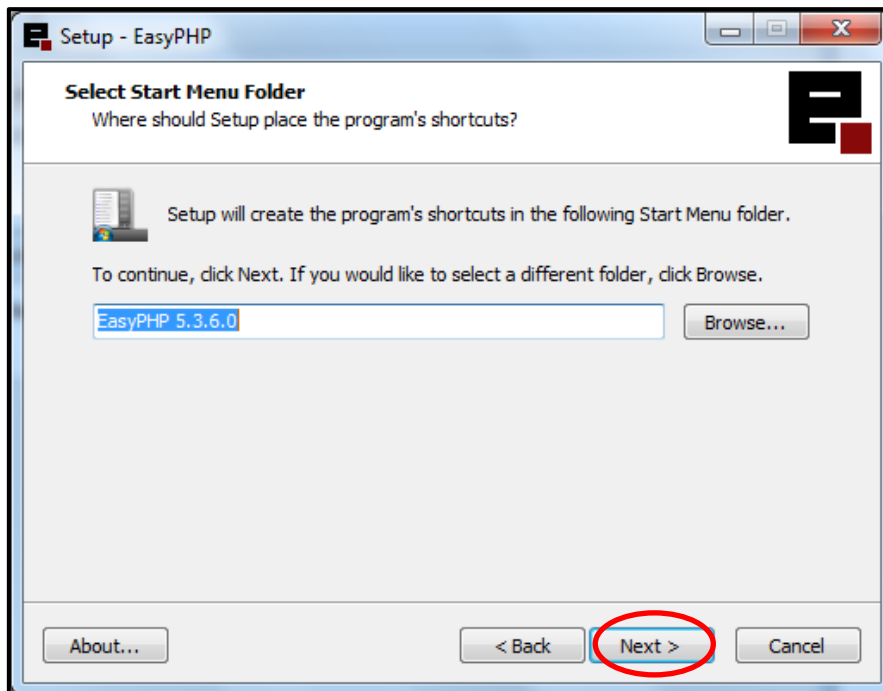 Setup - EasyPHP
Select Start Menu Folder
Where should Setup place the program's shortcuts?
Setup will create the program's shortcuts in the following Start Menu folder.
To continue, click Next. If you would like to select a different folder, click Browse.
EasyPHP 5.3.6.0
Browse...
About...
< Back
Next >
Cancel